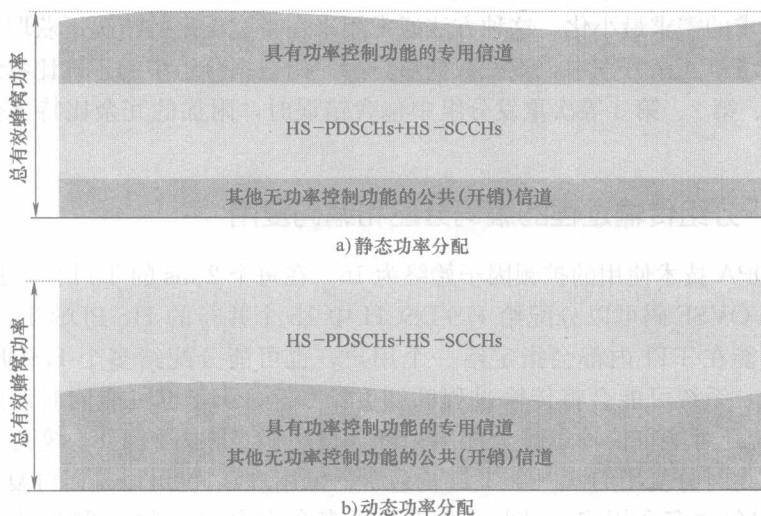 总有效蜂窝功率
具有功率控制功能的专用信道
HS-PDSCHs+HS-SCCHs
其他无功率控制功能的公共(开销)信道
a)静态功率分配
总有效蜂窝功率
HS-PDSCHs+HS-SCCHs
具有功率控制功能的专用信道
其他无功率控制功能的公共(开销)信道
b)动态功率分配